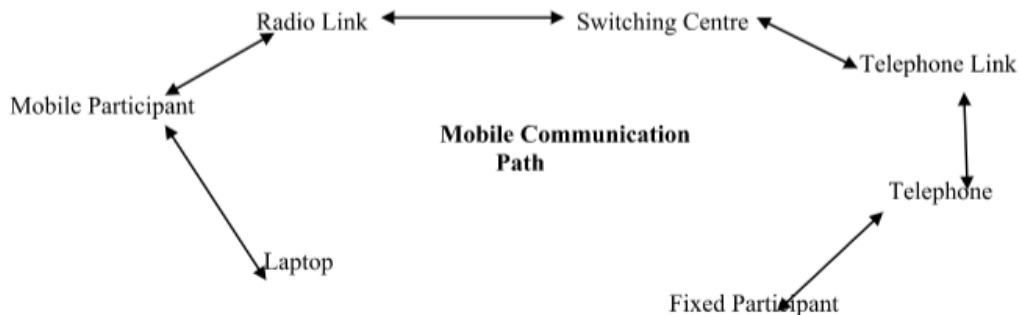 Radio Link
Switching Centre
Telephone Link
Mobile Participant
Mobile Communication
Path
Telephone
Laptop
Fixed Participant